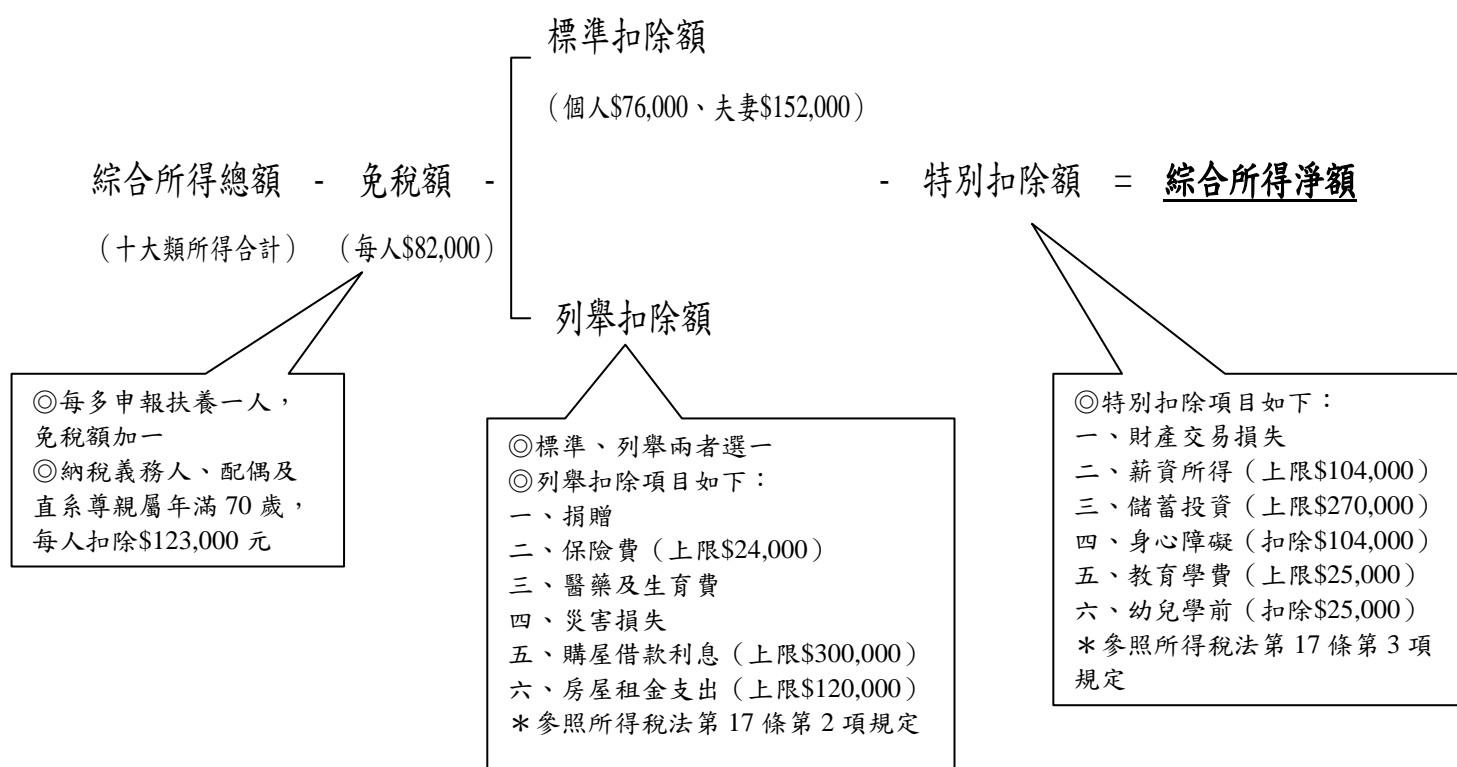 標準扣除額
（個人$76,000、夫妻$152,000）
綜合所得總額 - 免稅額 - - 特別扣除額 = 綜合所得淨額
（十大類所得合計） （每人$82,000）
列舉扣除額
◎每多申報扶養一人，
免稅額加一
◎納稅義務人、配偶及
直系尊親屬年滿 70 歲，
每人扣除$123,000 元
◎標準、列舉兩者選一
◎列舉扣除項目如下：
一、捐贈
二、保險費（上限$24,000）
三、醫藥及生育費
四、災害損失
五、購屋借款利息（上限$300,000）
六、房屋租金支出（上限$120,000）
＊參照所得稅法第 17 條第 2 項規定
◎特別扣除項目如下：
一、財產交易損失
二、薪資所得（上限$104,000）
三、儲蓄投資（上限$270,000）
四、身心障礙（扣除$104,000）
五、教育學費（上限$25,000）
六、幼兒學前（扣除$25,000）
＊參照所得稅法第 17 條第 3 項
規定